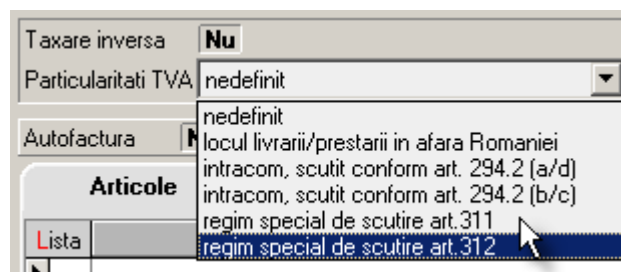 Taxare inversa Nu
Particularitati TVA nedefinit
nedefinit
locul livrarii/prestarii in afara Romaniei
Autofactura
intracom, scutit conform art. 294.2 (a/d)
intracom, scutit conform art. 294.2 (b/c)
Articole
regim special de scutire art.311
Lista
regim special de scutire art.312